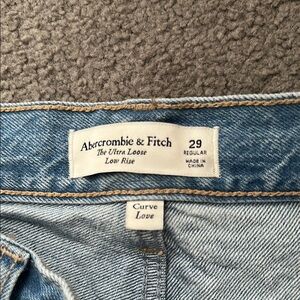 Abercrombie & Fitch
The Ultra Loose
Low Rise
29
REGULAR
MADE IN
CHINA
Curve
Love